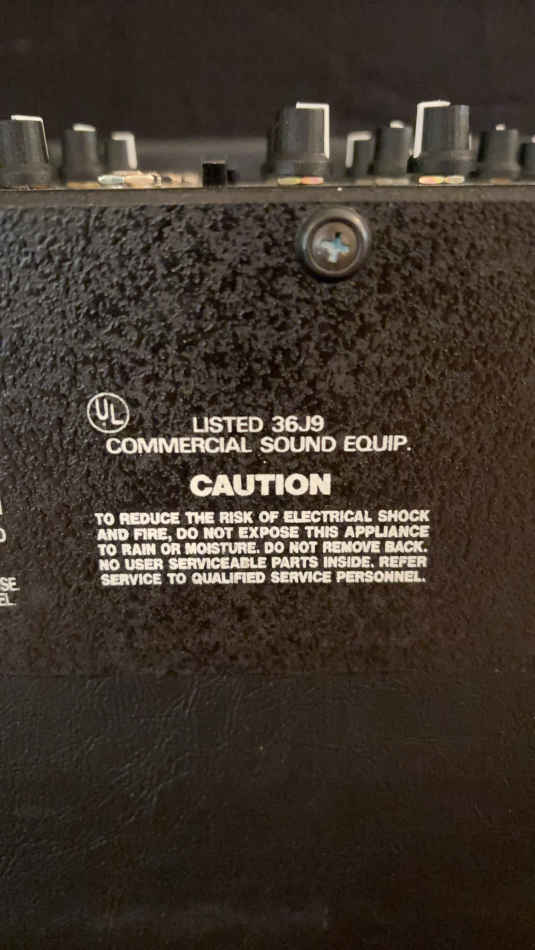 UL
LISTED 36J9
COMMERCIAL SOUND EQUIP.
CAUTION
TO REDUCE THE RISK OF ELECTRICAL SHOCK
AND FIRE, DO NOT EXPOSE THIS APPLIANCE
TO RAIN OR MOISTURE. DO NOT REMOVE BACK.
NO USER SERVICEABLE PARTS INSIDE. REFER
SERVICE TO QUALIFIED SERVICE PERSONNEL.